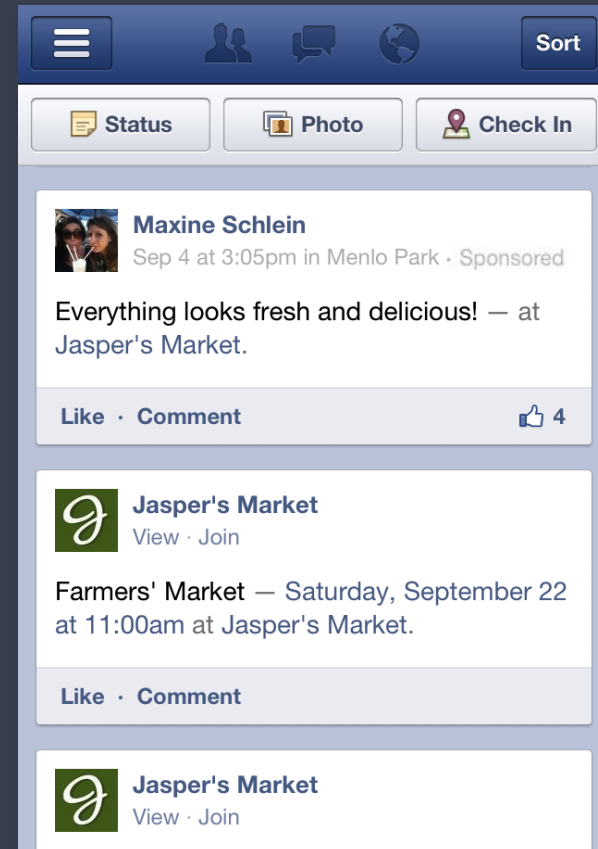 Sort
Status Photo Check In
Maxine Schlein
Sep 4 at 3:05pm in Menlo Park · Sponsored
Everything looks fresh and delicious! — at
Jasper's Market.
Like · Comment 4
Jasper's Market
View · Join
Farmers' Market — Saturday, September 22
at 11:00am at Jasper's Market.
Like · Comment
Jasper's Market
View · Join